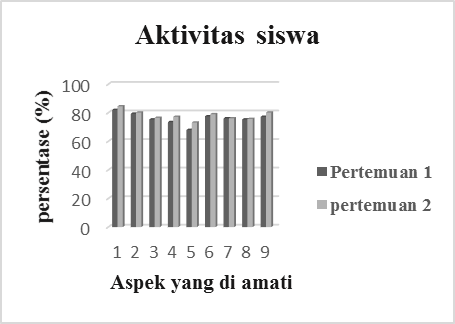 Aktivitas siswa
persentase (%)
100
80
60
40
20
0
1 2 3 4 5 6 7 8 9
Aspek yang di amati
Pertemuan 1
pertemuan 2